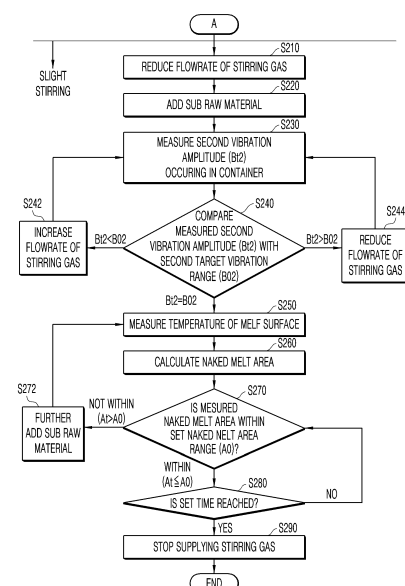 A
SLIGHT
STIRRING
S210
REDUCE FLOWRATE OF STIRRING GAS
S220
ADD SUB RAW MATERIAL
S230
MEASURE SECOND VIBRATION
AMPLITUDE (Bt2)
OCCURING IN CONTAINER
S242
INCREASE
FLOWRATE OF
STIRRING GAS
Bt2<B02
S240
COMPARE
MEASURED SECOND
VIBRATION AMPLITUDE (Bt2) WITH
SECOND TARGET VIBRATION
RANGE (B02)
Bt2>B02
S244
REDUCE
FLOWRATE OF
STIRRING GAS
Bt2=B02
S250
MEASURE TEMPERATURE OF MELF SURFACE
S260
CALCULATE NAKED MELT AREA
S272
FURTHER
ADD SUB RAW
MATERIAL
NOT WITHIN
(At>A0)
S270
IS MESURED
NAKED MELT AREA WITHIN
SET NAKED NELT AREA
RANGE (A0)?
WITHIN
(At≦A0)
S280
IS SET TIME REACHED?
NO
YES
S290
STOP SUPPLYING STIRRING GAS
END